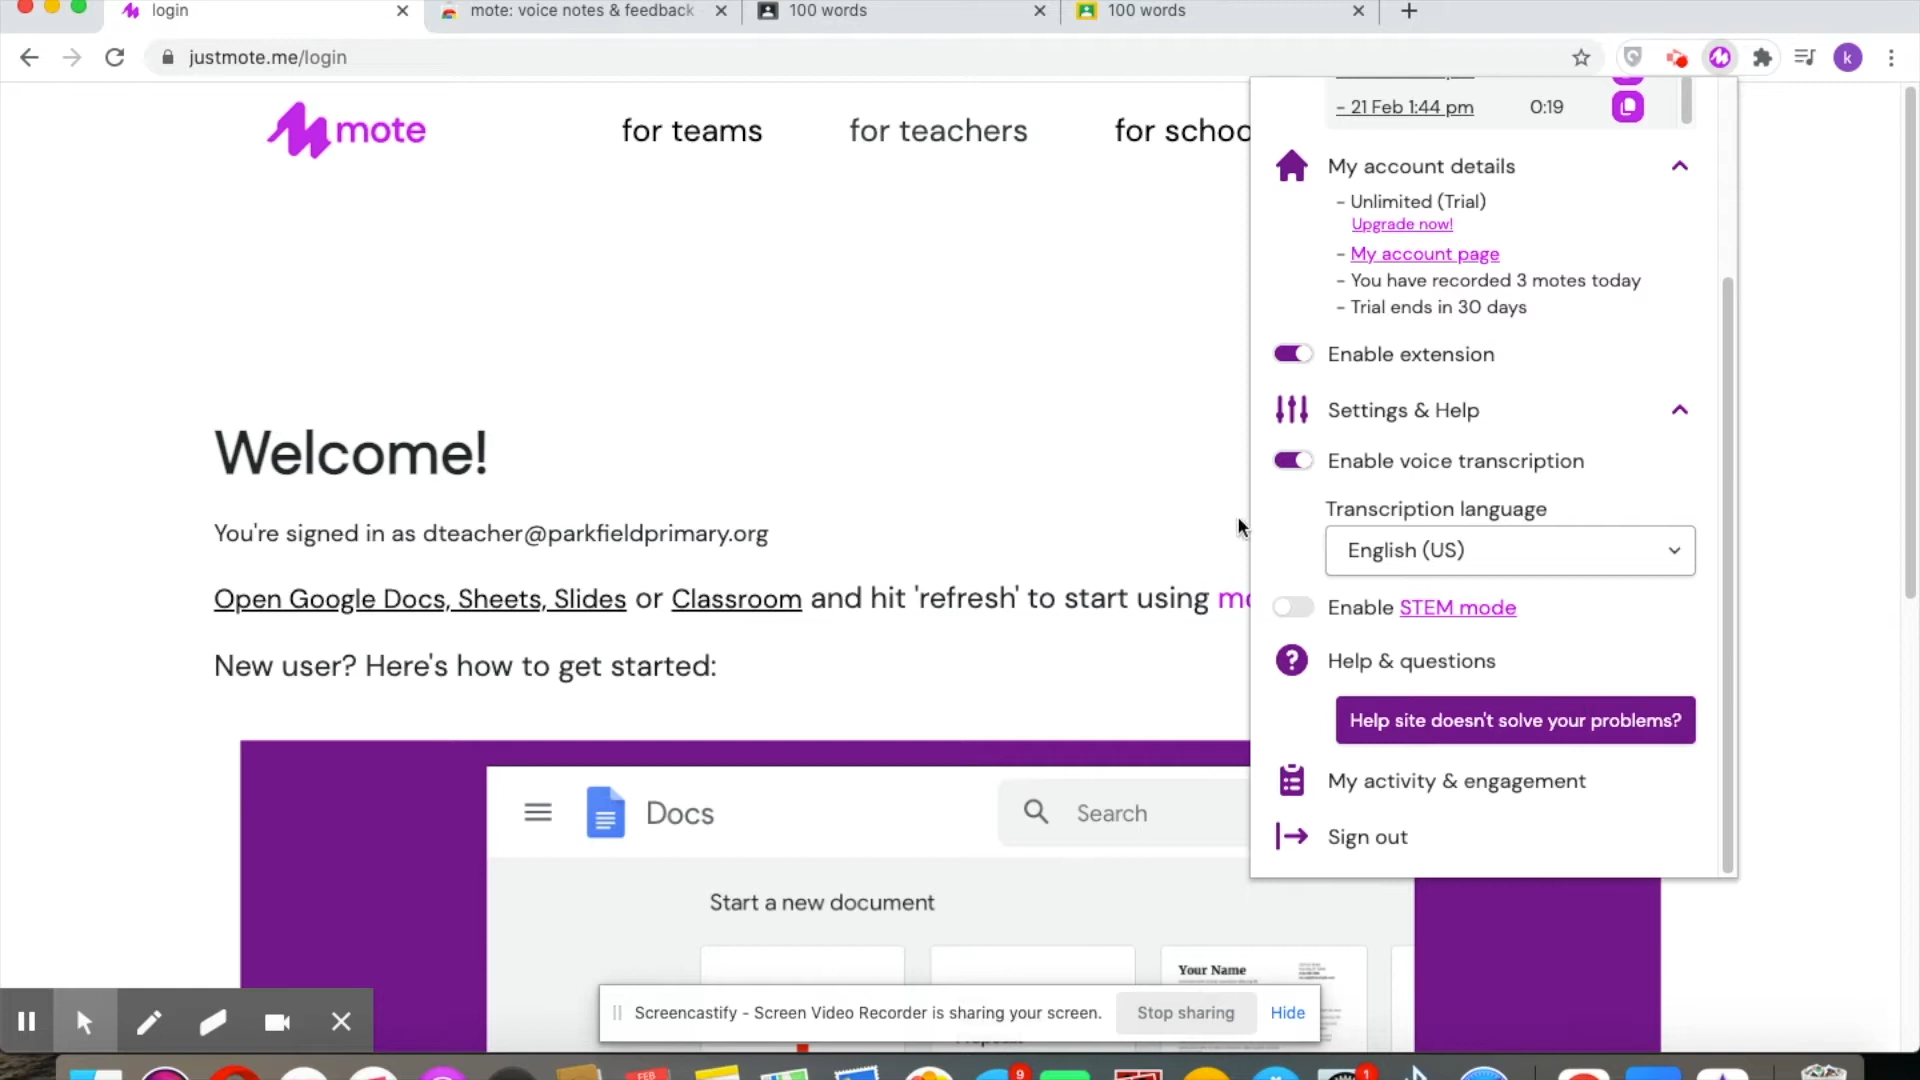 login
mote: voice notes & feedback
100 words
100 words
justmote.me/login
k
mote
for teams
for teachers
for schoo
- 21 Feb 1:44 pm 0:19
My account details
- Unlimited (Trial)
Upgrade now!
- My account page
- You have recorded 3 motes today
- Trial ends in 30 days
Enable extension
Settings & Help
Enable voice transcription
Transcription language
English (US)
Enable STEM mode
? Help & questions
Help site doesn't solve your problems?
My activity & engagement
Sign out
Welcome!
You're signed in as dteacher@parkfieldprimary.org
Open Google Docs, Sheets, Slides or Classroom and hit 'refresh' to start using mo
New user? Here's how to get started:
Docs
Search
Start a new document
Your Name
Screencastify - Screen Video Recorder is sharing your screen.
Stop sharing
Hide
FEB
9
1